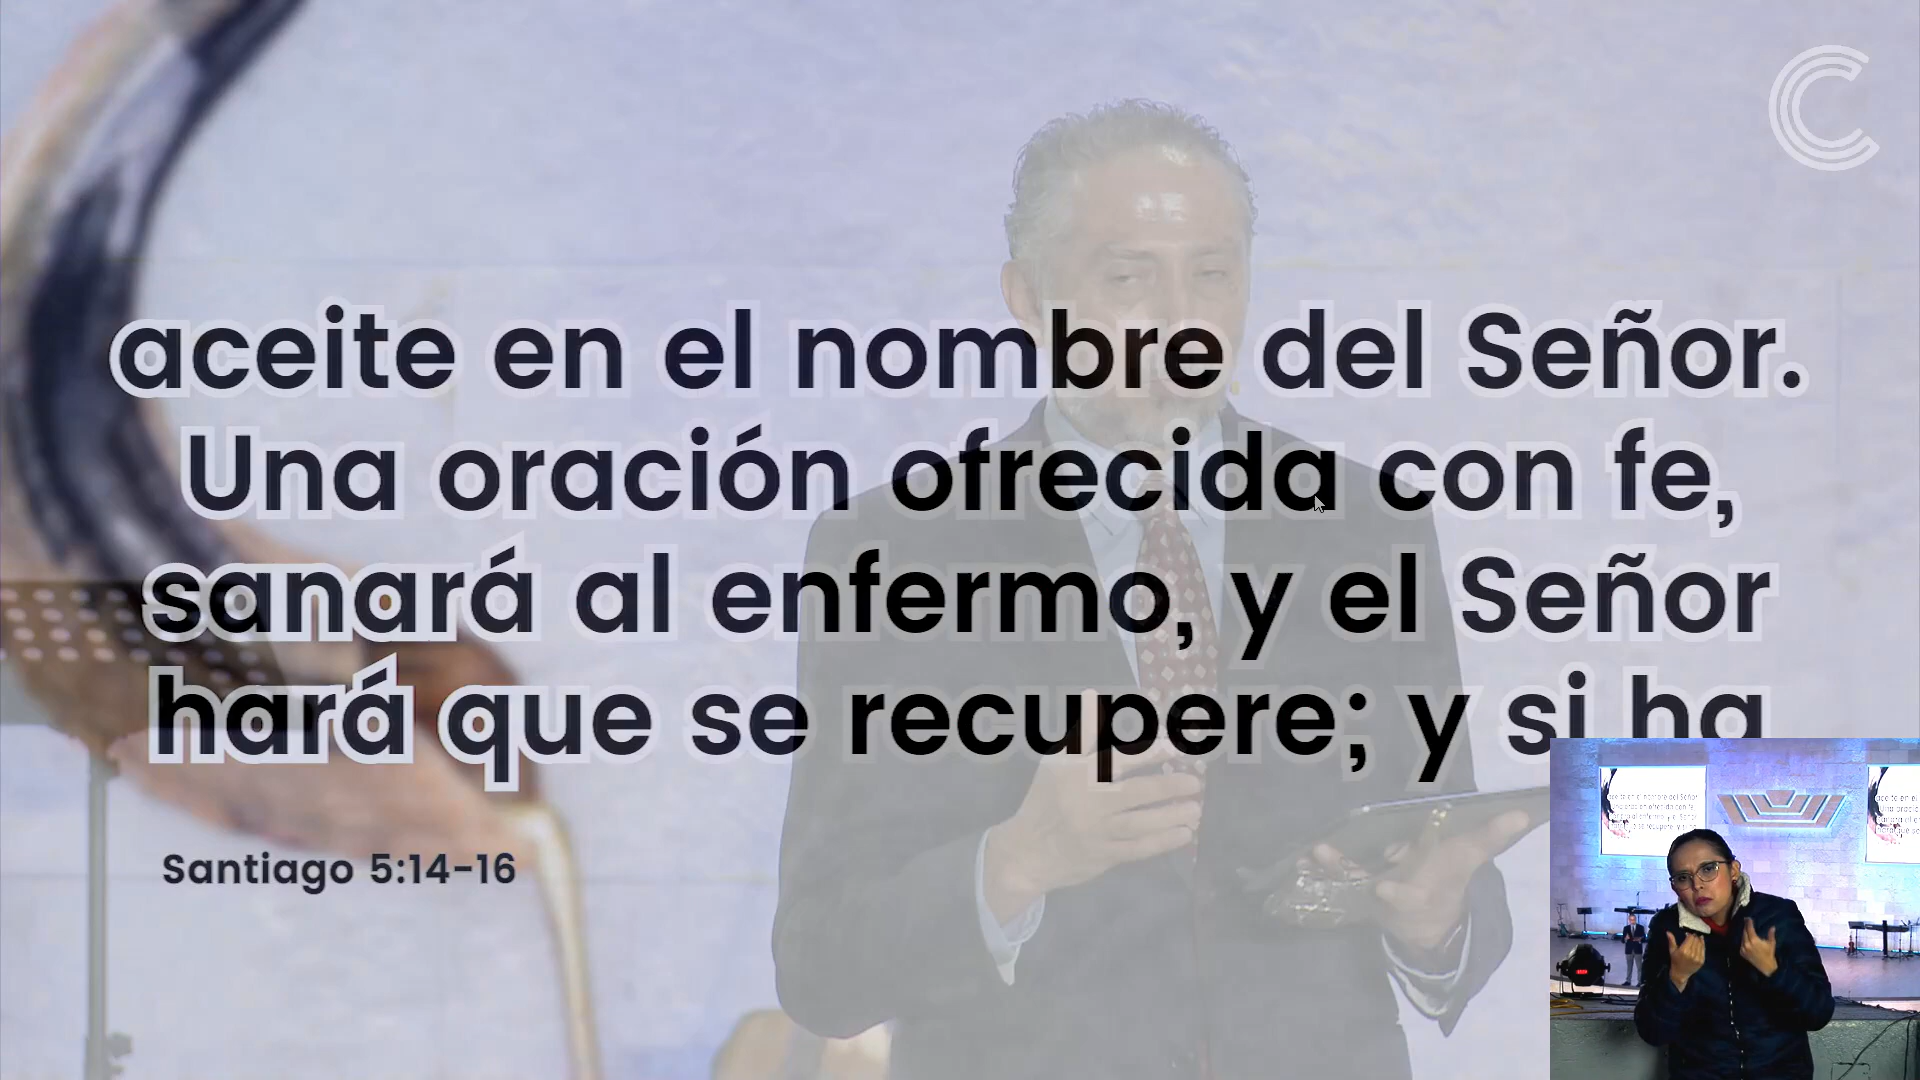 aceite en el nombre del Señor.
Una oración ofrecida con fe,
sanará al enfermo, y el Señor
hará que se recupere; y si ha
Santiago 5:14-16